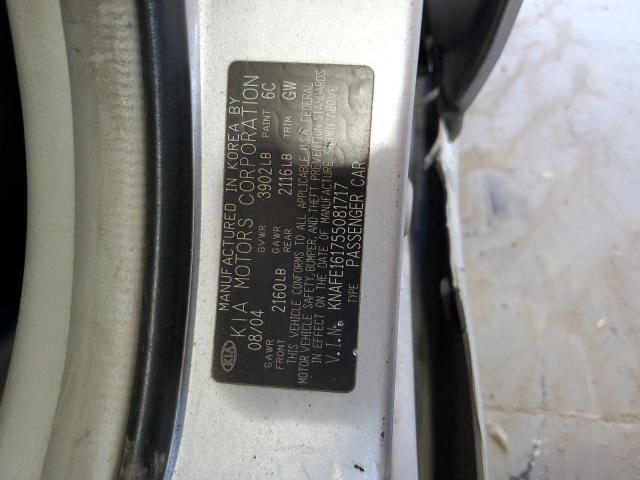 MANUFACTURED IN KOREA BY
KIA MOTORS CORPORATION
08/04 GVWR 3902LB PAINT 6C
GAWR FRONT 2160LB GAWR REAR 2116LB TRIM GW
THIS VEHICLE CONFORMS TO ALL APPLICABLE U.S.A. FEDERAL
MOTOR VEHICLE SAFETY, BUMPER, AND THEFT PREVENTION STANDARDS
IN EFFECT ON THE DATE OF MANUFACTURE SHOWN ABOVE
V.I.N. KNAFE161755081717
TYPE PASSENGER CAR
KIA